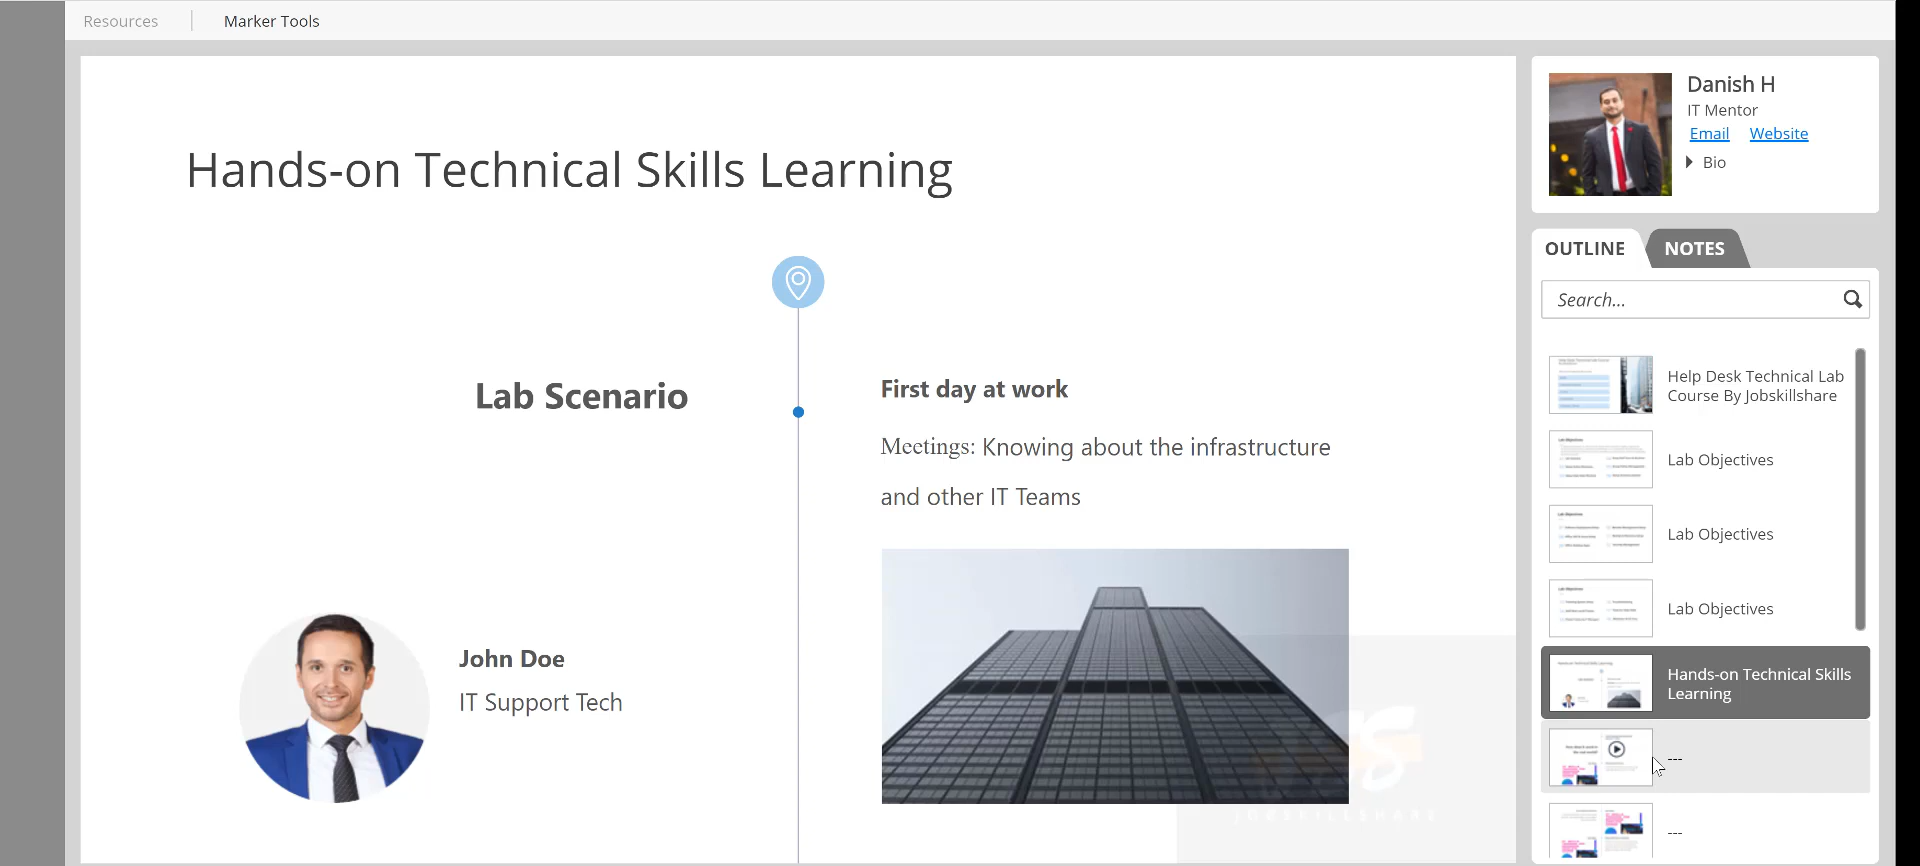 Resources
Marker Tools
Hands-on Technical Skills Learning
Lab Scenario
First day at work
Meetings: Knowing about the infrastructure
and other IT Teams
John Doe
IT Support Tech
JOBSKILLSHARE
Danish H
IT Mentor
Email Website
Bio
OUTLINE
NOTES
Search...
Help Desk Technical Lab
Course By Jobskillshare
Lab Objectives
Lab Objectives
Lab Objectives
Hands-on Technical Skills
Learning
---
---